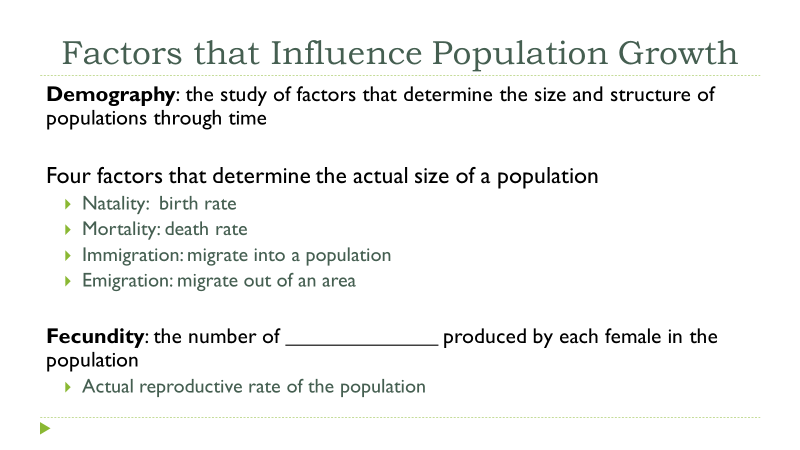 Factors that Influence Population Growth
Demography: the study of factors that determine the size and structure of
populations through time
Four factors that determine the actual size of a population
Natality:  birth rate
Mortality: death rate
Immigration: migrate into a population
Emigration: migrate out of an area
Fecundity: the number of ______________ produced by each female in the
population
Actual reproductive rate of the population